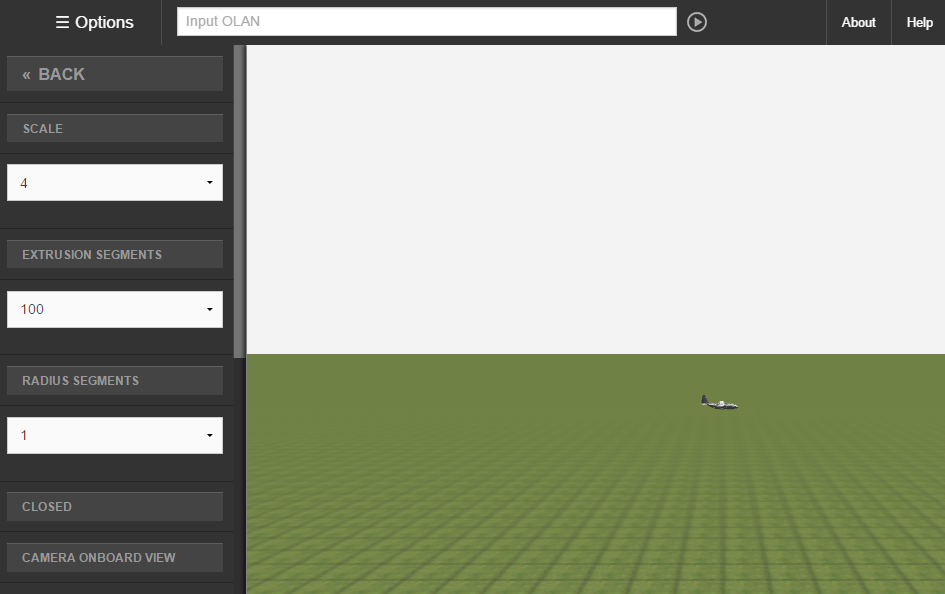 ☰ Options
Input OLAN
About
Help
« BACK
SCALE
4
EXTRUSION SEGMENTS
100
RADIUS SEGMENTS
1
CLOSED
CAMERA ONBOARD VIEW